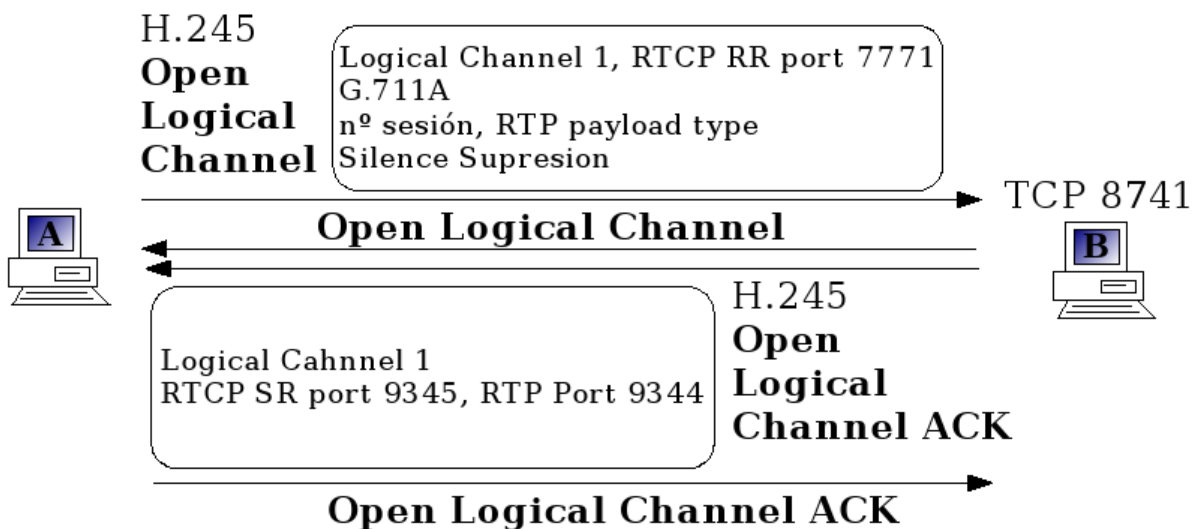 H.245
Open
Logical
Channel
Logical Channel 1, RTCP RR port 7771
G.711A
nº sesión, RTP payload type
Silence Supresion
TCP 8741
A
Open Logical Channel
B
Logical Cahnnel 1
RTCP SR port 9345, RTP Port 9344
H.245
Open
Logical
Channel ACK
Open Logical Channel ACK